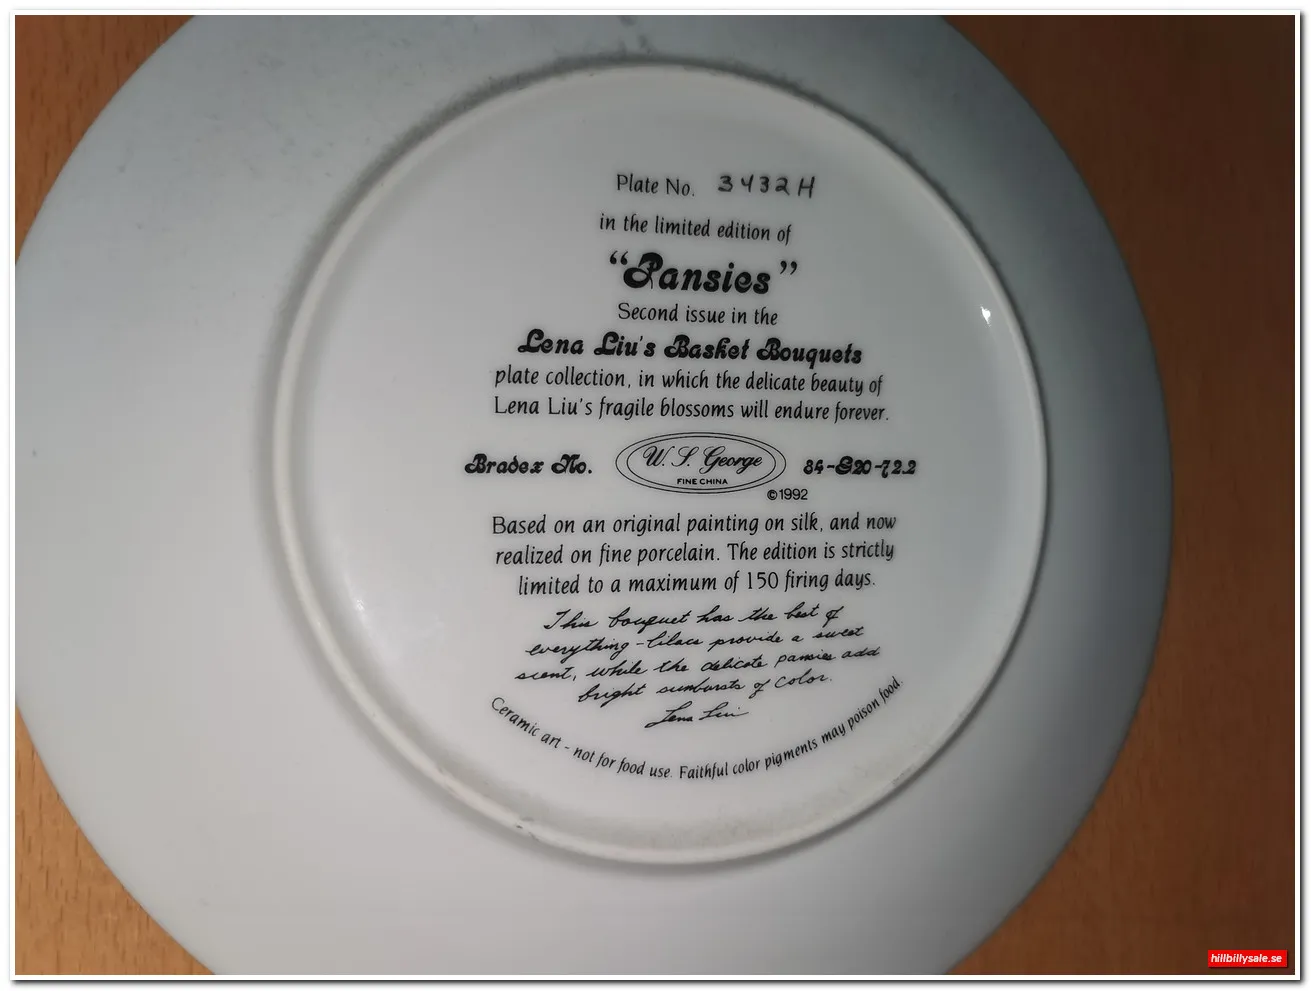 Plate No. 3432H
in the limited edition of
“Pansies”
Second issue in the
Lena Liu's Basket Bouquets
plate collection, in which the delicate beauty of
Lena Liu's fragile blossoms will endure forever.
Bradex No. W. S. George 84-G20-72.2
FINE CHINA
©1992
Based on an original painting on silk, and now
realized on fine porcelain. The edition is strictly
limited to a maximum of 150 firing days.
This bouquet has the best of
everything - lilacs provide a sweet
scent, while the delicate pansies add
bright sunbursts of color.
Lena Liu
Ceramic art - not for food use. Faithful color pigments may poison food.
hillbillysale.se